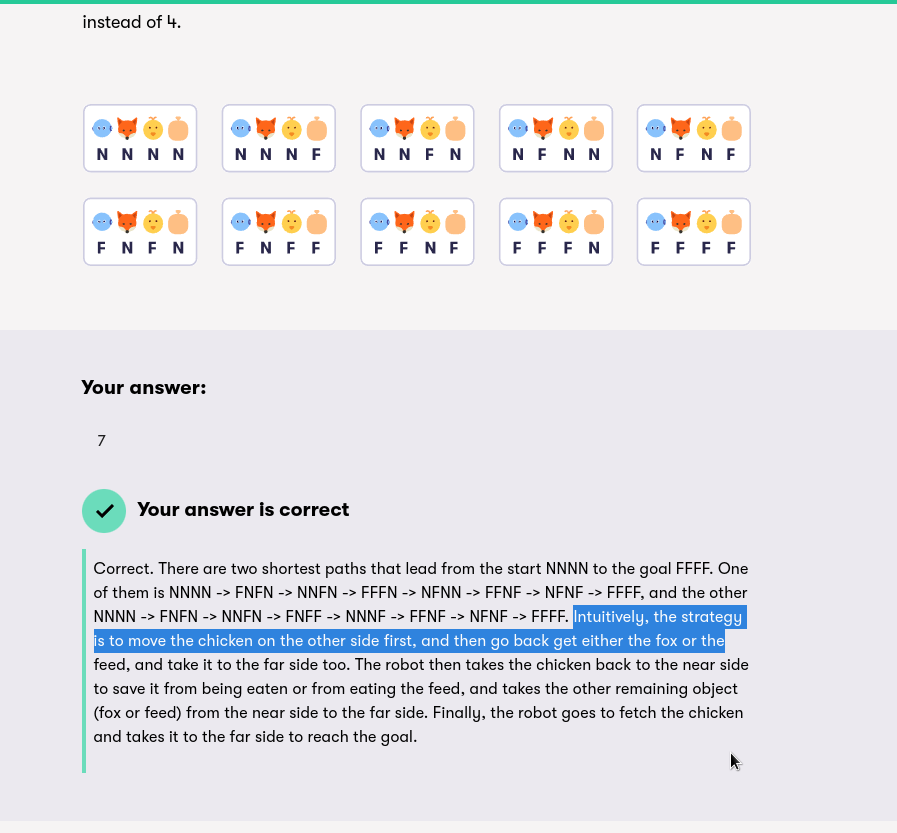 instead of 4.
N N N N
N N N F
N N F N
N F N N
N F N F
F N F N
F N F F
F F N F
F F F N
F F F F
Your answer:
7
Your answer is correct
Correct. There are two shortest paths that lead from the start NNNN to the goal FFFF. One
of them is NNNN -> FNFN -> NNFN -> FFFN -> NFNN -> FFNF -> NFNF -> FFFF, and the other
NNNN -> FNFN -> NNFN -> FNFF -> NNNF -> FFNF -> NFNF -> FFFF. Intuitively, the strategy
is to move the chicken on the other side first, and then go back get either the fox or the
feed, and take it to the far side too. The robot then takes the chicken back to the near side
to save it from being eaten or from eating the feed, and takes the other remaining object
(fox or feed) from the near side to the far side. Finally, the robot goes to fetch the chicken
and takes it to the far side to reach the goal.